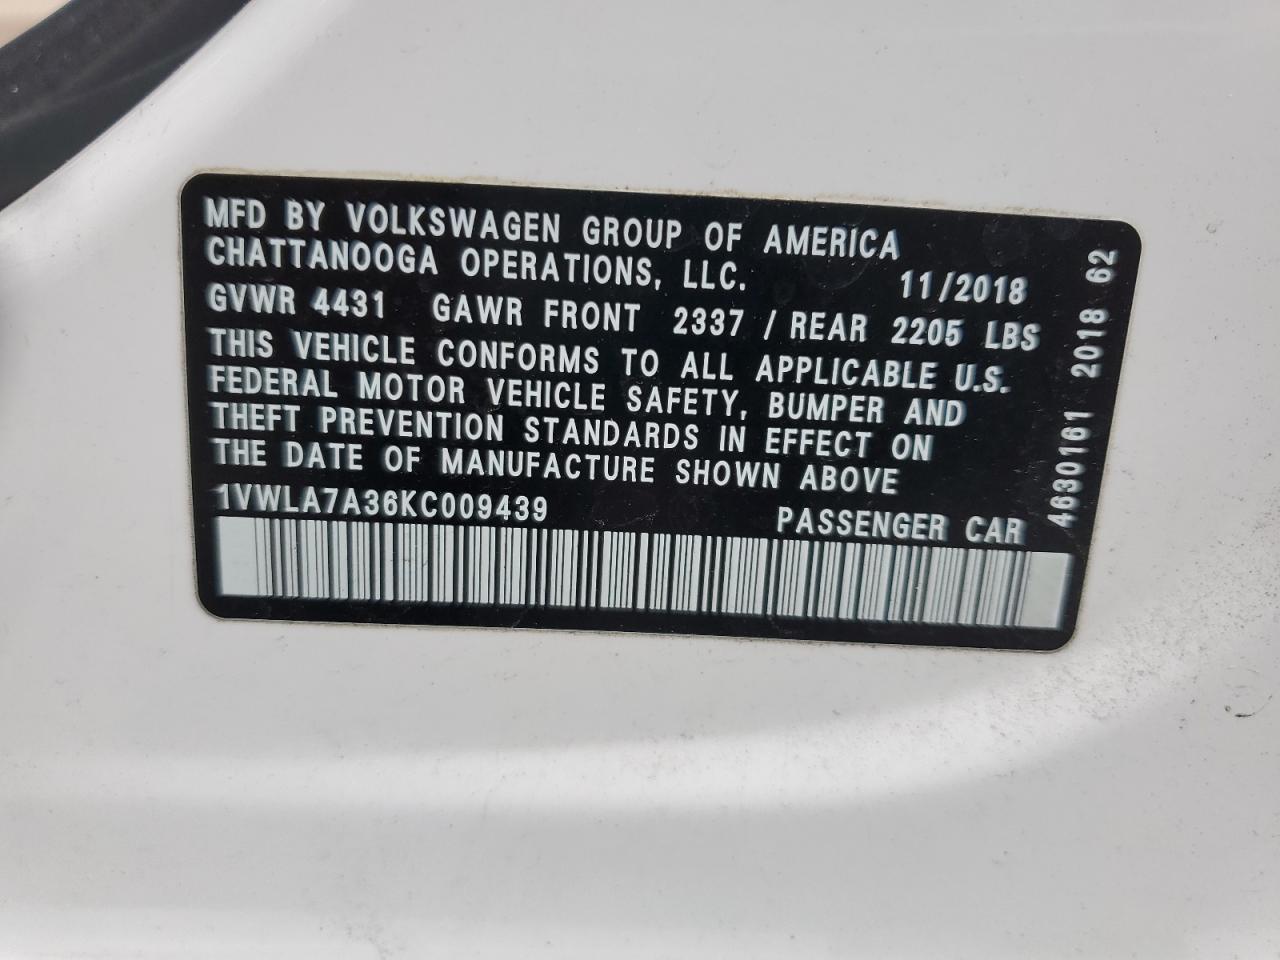 MFD BY VOLKSWAGEN GROUP OF AMERICA
CHATTANOOGA OPERATIONS, LLC. 11/2018
GVWR 4431 GAWR FRONT 2337 / REAR 2205 LBS
THIS VEHICLE CONFORMS TO ALL APPLICABLE U.S.
FEDERAL MOTOR VEHICLE SAFETY, BUMPER AND
THEFT PREVENTION STANDARDS IN EFFECT ON
THE DATE OF MANUFACTURE SHOWN ABOVE
1VWLA7A36KC009439 PASSENGER CAR
4630161 2018 62